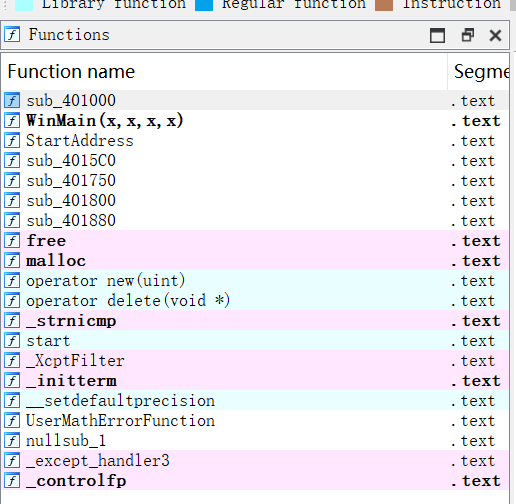 Library function Regular function Instruction
Functions
Function name Segme
sub_401000 .text
WinMain(x,x,x,x) .text
StartAddress .text
sub_4015C0 .text
sub_401750 .text
sub_401800 .text
sub_401880 .text
free .text
malloc .text
operator new(uint) .text
operator delete(void *) .text
_strnicmp .text
start .text
_XcptFilter .text
_initterm .text
__setdefaultprecision .text
UserMathErrorFunction .text
nullsub_1 .text
_except_handler3 .text
_controlfp .text